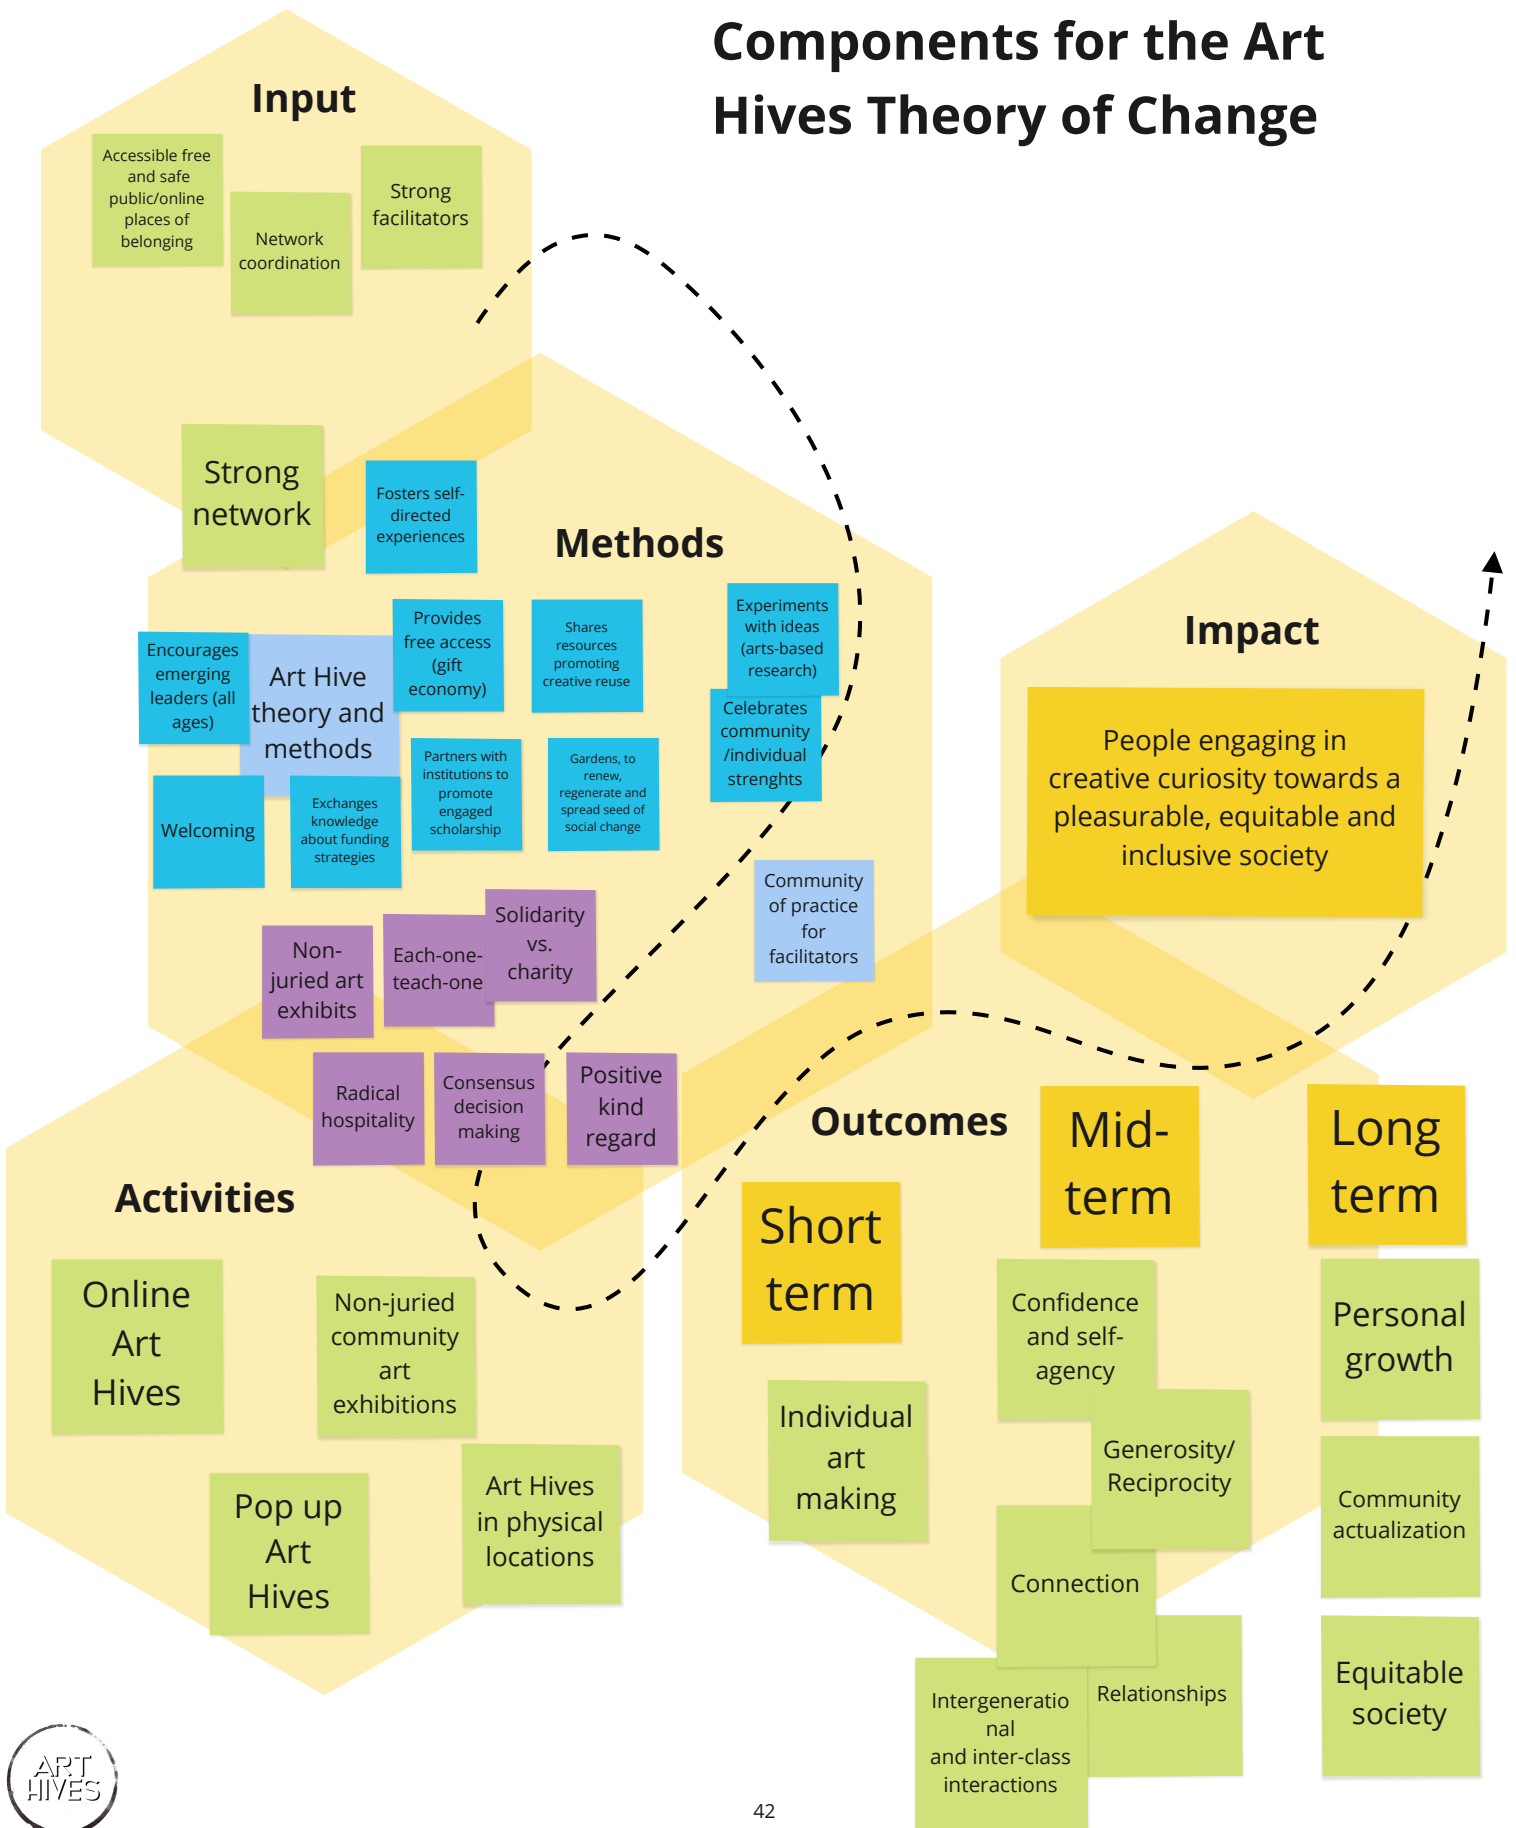 Components for the Art
Hives Theory of Change
Input
Accessible free
and safe
public/online
places of
belonging
Network
coordination
Strong
facilitators
Strong
network
Methods
Fosters self-
directed
experiences
Encourages
emerging
leaders (all
ages)
Art Hive
theory and
methods
Provides
free access
(gift
economy)
Shares
resources
promoting
creative reuse
Experiments
with ideas
(arts-based
research)
Celebrates
community
/individual
strenghts
Welcoming
Exchanges
knowledge
about funding
strategies
Partners with
institutions to
promote
engaged
scholarship
Gardens, to
renew,
regenerate and
spread seed of
social change
Community
of practice
for
facilitators
Non-
juried art
exhibits
Each-one-
teach-one
Solidarity
vs.
charity
Radical
hospitality
Consensus
decision
making
Positive
kind
regard
Activities
Online
Art
Hives
Non-juried
community
art
exhibitions
Pop up
Art
Hives
Art Hives
in physical
locations
Outcomes
Short
term
Individual
art
making
Mid-
term
Confidence
and self-
agency
Generosity/
Reciprocity
Connection
Relationships
Intergeneratio
nal
and inter-class
interactions
Long
term
Personal
growth
Community
actualization
Equitable
society
Impact
People engaging in
creative curiosity towards a
pleasurable, equitable and
inclusive society
ART
HIVES
42